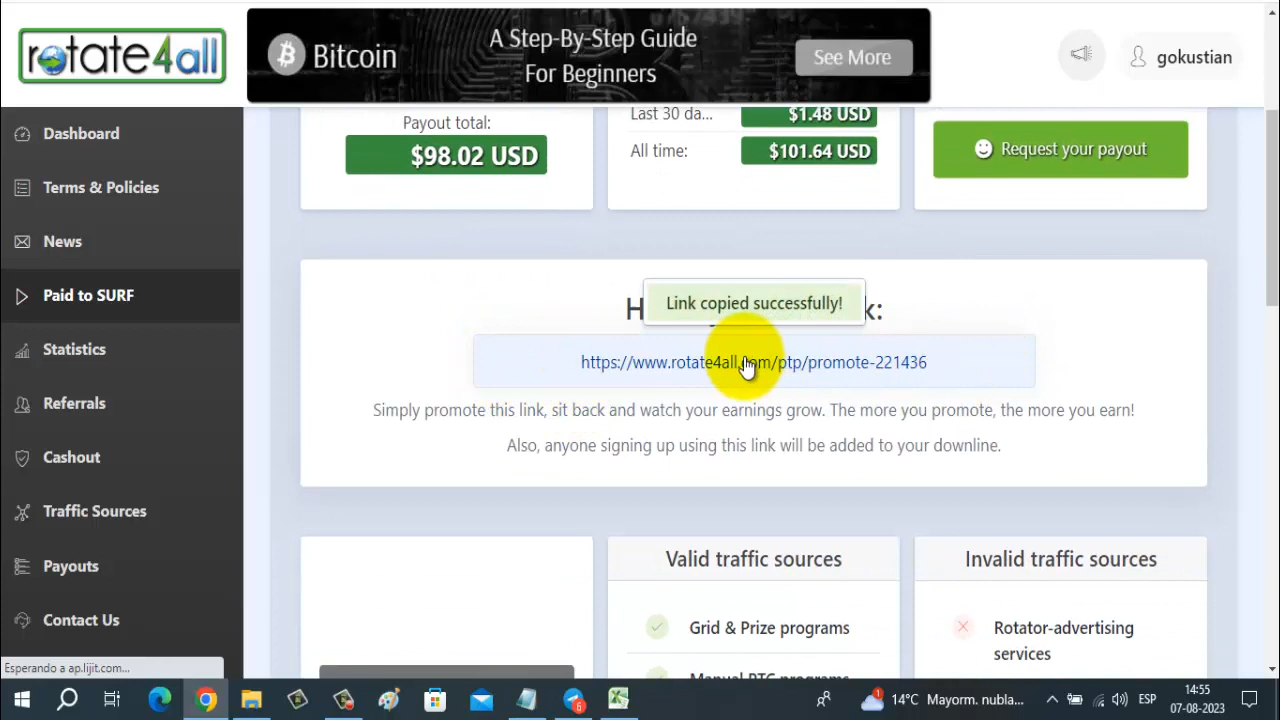 rotate4all
Bitcoin
A Step-By-Step Guide
For Beginners
See More
gokustian
Dashboard
Terms & Policies
News
Paid to SURF
Statistics
Referrals
Cashout
Traffic Sources
Payouts
Contact Us
Payout total:
$98.02 USD
Last 30 da...
$1.48 USD
All time:
$101.64 USD
Request your payout
Link copied successfully!
https://www.rotate4all.com/ptp/promote-221436
Simply promote this link, sit back and watch your earnings grow. The more you promote, the more you earn!
Also, anyone signing up using this link will be added to your downline.
Valid traffic sources
Grid & Prize programs
Manual PTC programs
Invalid traffic sources
Rotator-advertising
services
Esperando a ap.lijit.com...
6
1
14°C Mayorm. nubla...
ESP
14:55
07-08-2023